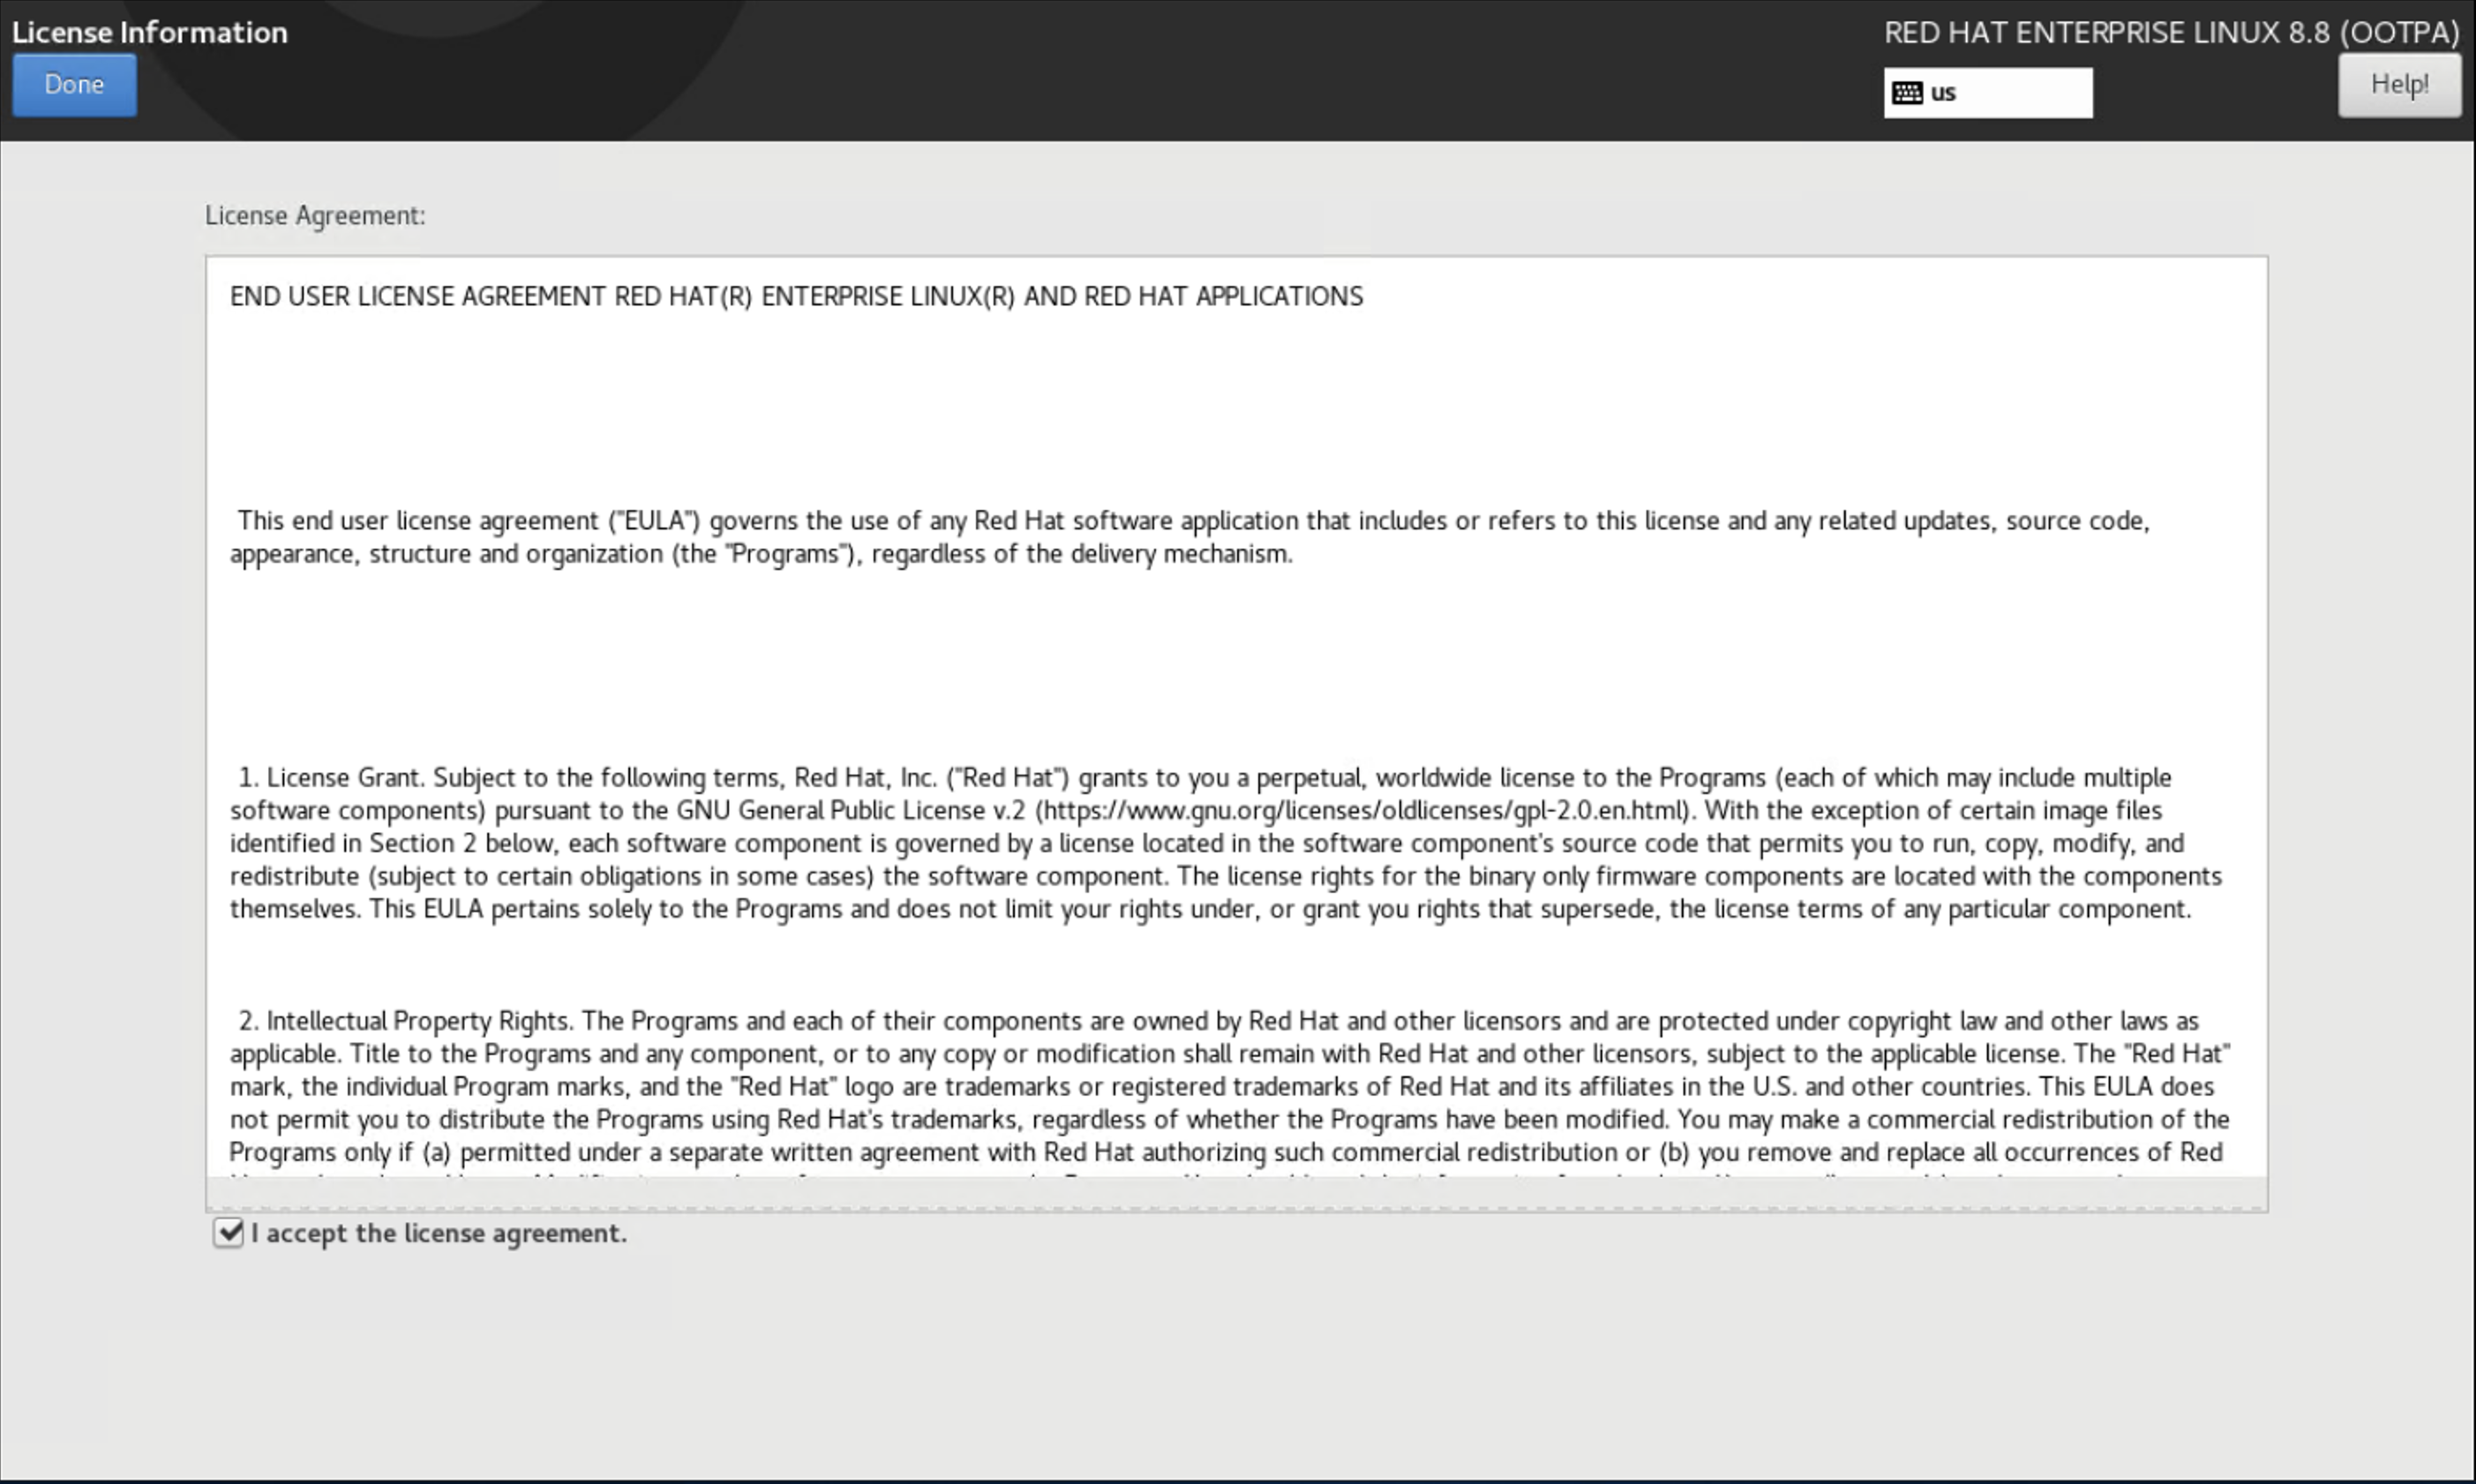 License Information
RED HAT ENTERPRISE LINUX 8.8 (OOTPA)
Done
us
Help!
License Agreement:
END USER LICENSE AGREEMENT RED HAT(R) ENTERPRISE LINUX(R) AND RED HAT APPLICATIONS
This end user license agreement ("EULA") governs the use of any Red Hat software application that includes or refers to this license and any related updates, source code,
appearance, structure and organization (the "Programs"), regardless of the delivery mechanism.
1. License Grant. Subject to the following terms, Red Hat, Inc. ("Red Hat") grants to you a perpetual, worldwide license to the Programs (each of which may include multiple
software components) pursuant to the GNU General Public License v.2 (https://www.gnu.org/licenses/oldlicenses/gpl-2.0.en.html). With the exception of certain image files
identified in Section 2 below, each software component is governed by a license located in the software component's source code that permits you to run, copy, modify, and
redistribute (subject to certain obligations in some cases) the software component. The license rights for the binary only firmware components are located with the components
themselves. This EULA pertains solely to the Programs and does not limit your rights under, or grant you rights that supersede, the license terms of any particular component.
2. Intellectual Property Rights. The Programs and each of their components are owned by Red Hat and other licensors and are protected under copyright law and other laws as
applicable. Title to the Programs and any component, or to any copy or modification shall remain with Red Hat and other licensors, subject to the applicable license. The "Red Hat"
mark, the individual Program marks, and the "Red Hat" logo are trademarks or registered trademarks of Red Hat and its affiliates in the U.S. and other countries. This EULA does
not permit you to distribute the Programs using Red Hat's trademarks, regardless of whether the Programs have been modified. You may make a commercial redistribution of the
Programs only if (a) permitted under a separate written agreement with Red Hat authorizing such commercial redistribution or (b) you remove and replace all occurrences of Red
I accept the license agreement.